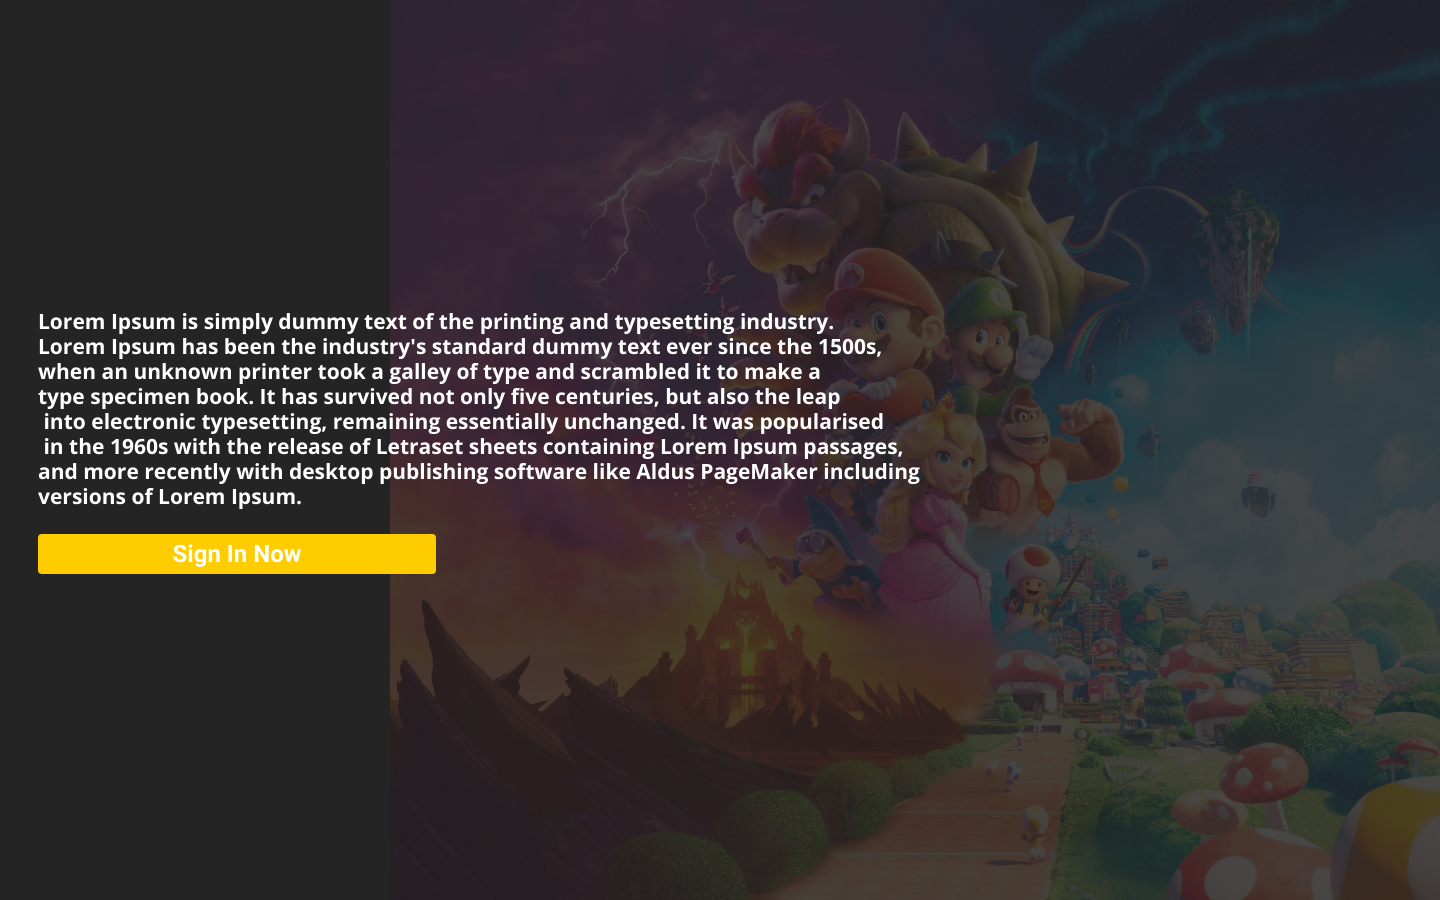 Lorem Ipsum is simply dummy text of the printing and typesetting industry.
Lorem Ipsum has been the industry's standard dummy text ever since the 1500s,
when an unknown printer took a galley of type and scrambled it to make a
type specimen book. It has survived not only five centuries, but also the leap
into electronic typesetting, remaining essentially unchanged. It was popularised
in the 1960s with the release of Letraset sheets containing Lorem Ipsum passages,
and more recently with desktop publishing software like Aldus PageMaker including
versions of Lorem Ipsum.
Sign In Now